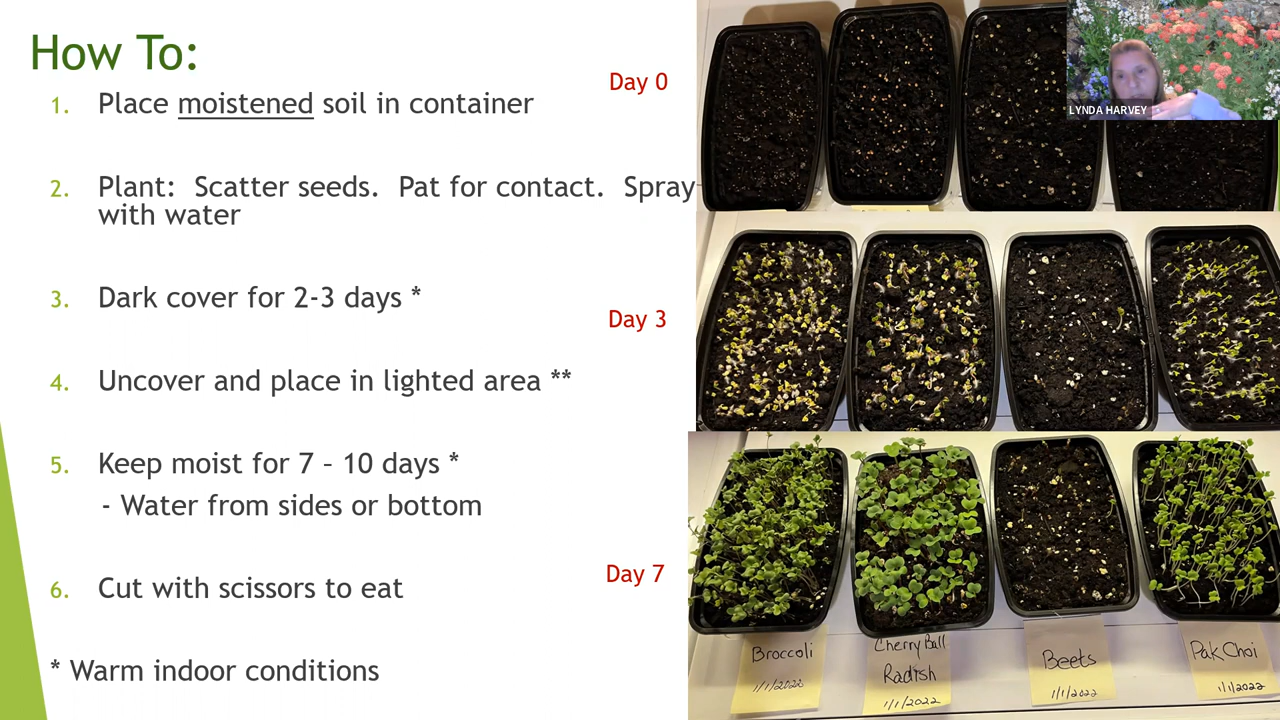 How To:
1. Place moistened soil in container
Day 0
2. Plant: Scatter seeds. Pat for contact. Spray
with water
3. Dark cover for 2-3 days *
Day 3
4. Uncover and place in lighted area **
5. Keep moist for 7 – 10 days *
- Water from sides or bottom
Day 7
6. Cut with scissors to eat
* Warm indoor conditions
LYNDA HARVEY
Broccoli
1/1/2022
Cherry Ball
Radish
1/1/2022
Beets
1/1/2022
Pak Choi
1/1/2022